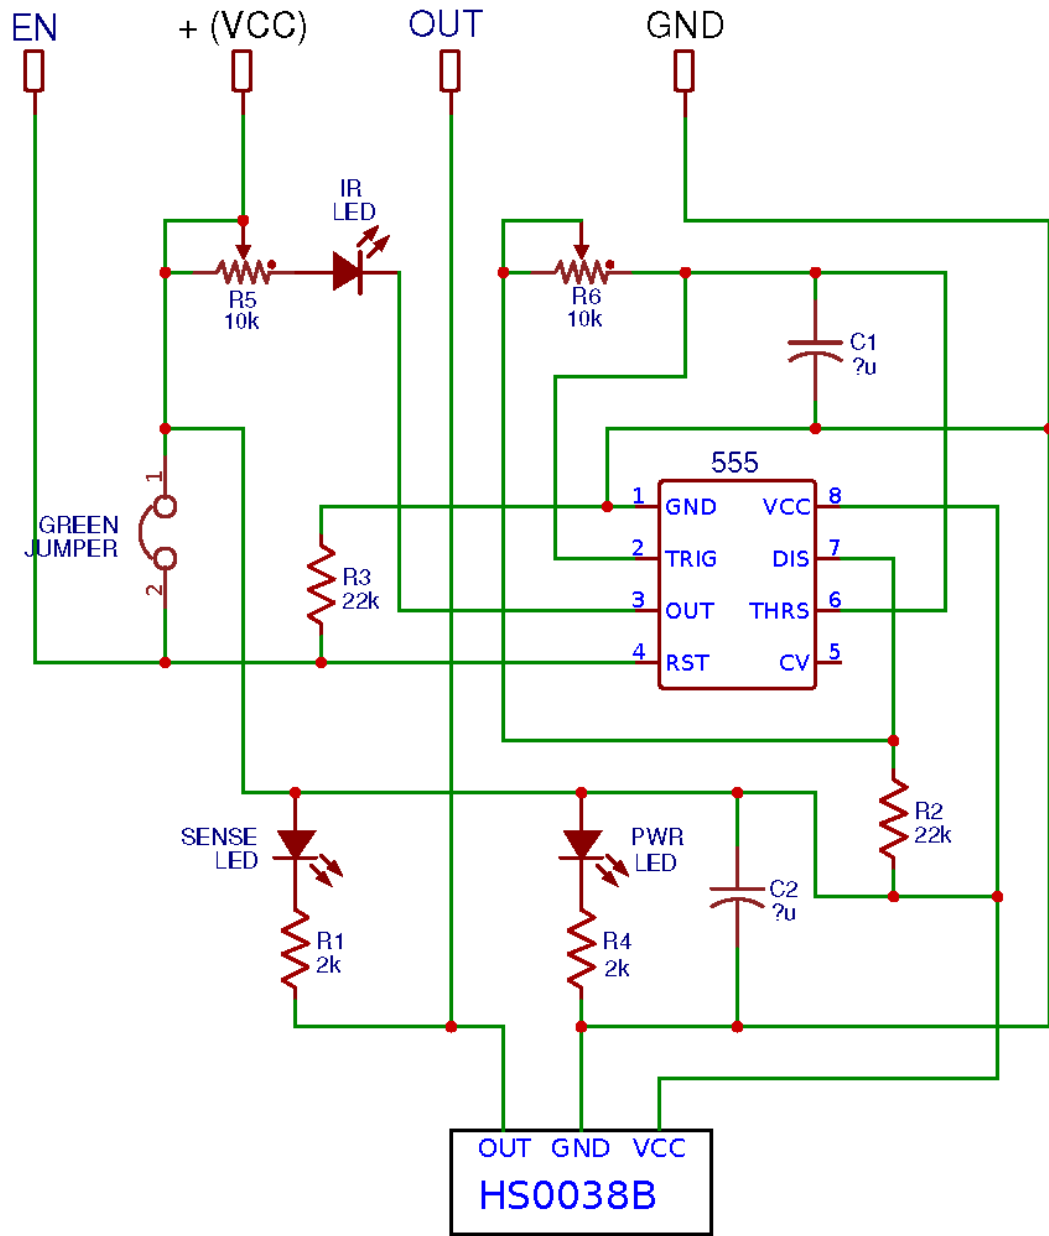 EN
+ (VCC)
OUT
GND
IR
LED
R5
10k
R6
10k
C1
?u
555
1
GND
VCC
8
2
TRIG
DIS
7
3
OUT
THRS
6
4
RST
CV
5
1
GREEN
JUMPER
2
R3
22k
SENSE
LED
PWR
LED
R2
22k
C2
?u
R1
2k
R4
2k
OUT
GND
VCC
HS0038B